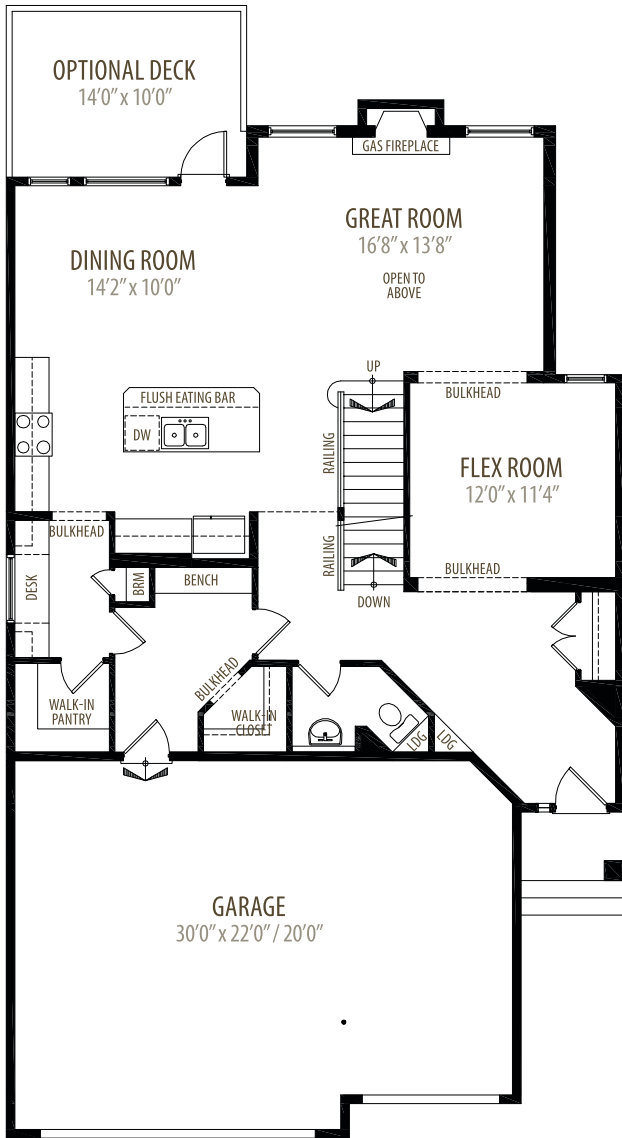 OPTIONAL DECK
14'0" x 10'0"
GAS FIREPLACE
GREAT ROOM
16'8" x 13'8"
OPEN TO
ABOVE
DINING ROOM
14'2" x 10'0"
UP
BULKHEAD
FLUSH EATING BAR
DW
RAILING
FLEX ROOM
12'0" x 11'4"
BULKHEAD
RAILING
BULKHEAD
DESK
BRM
BENCH
DOWN
BULKHEAD
WALK-IN
PANTRY
WALK-IN
CLOSET
LDG
LDG
GARAGE
30'0" x 22'0" / 20'0"